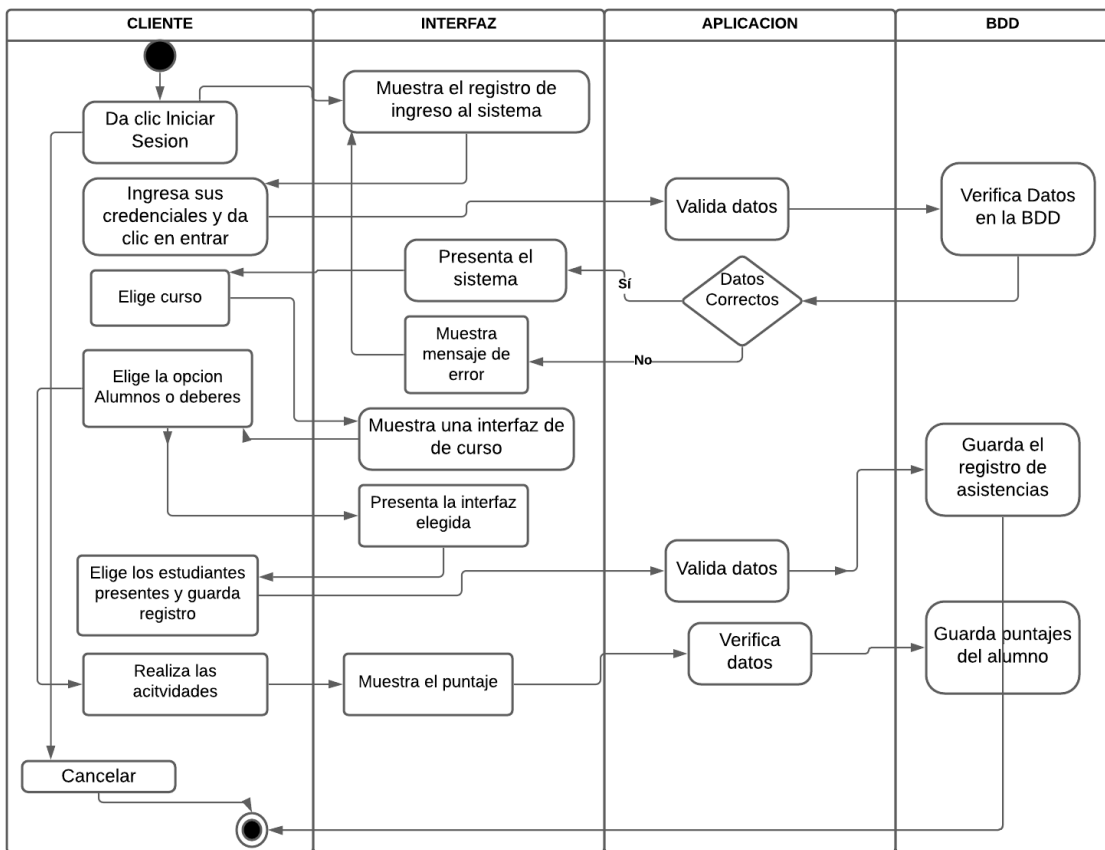 CLIENTE
INTERFAZ
APLICACION
BDD
Da clic Iniciar
Sesion
Muestra el registro de
ingreso al sistema
Ingresa sus
credenciales y da
clic en entrar
Valida datos
Verifica Datos
en la BDD
Elige curso
Presenta el
sistema
Sí
Datos
Correctos
Muestra
mensaje de
error
No
Elige la opcion
Alumnos o deberes
Muestra una interfaz de
de curso
Guarda el
registro de
asistencias
Presenta la interfaz
elegida
Elige los estudiantes
presentes y guarda
registro
Valida datos
Realiza las
acitvidades
Muestra el puntaje
Verifica
datos
Guarda puntajes
del alumno
Cancelar